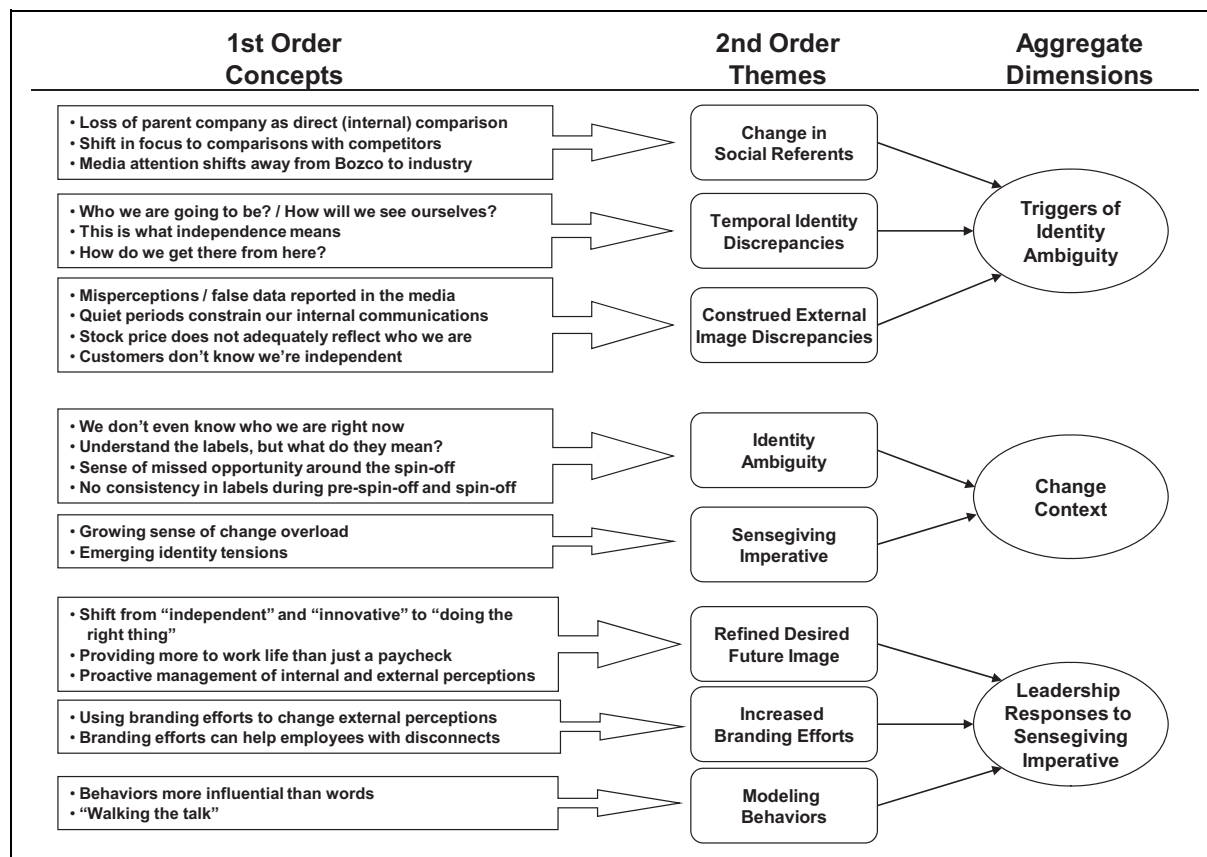 1st Order
Concepts
2nd Order
Themes
Aggregate
Dimensions
• Loss of parent company as direct (internal) comparison
• Shift in focus to comparisons with competitors
• Media attention shifts away from Bozco to industry
Change in
Social Referents
• Who we are going to be? / How will we see ourselves?
• This is what independence means
• How do we get there from here?
Temporal Identity
Discrepancies
Triggers of
Identity
Ambiguity
• Misperceptions / false data reported in the media
• Quiet periods constrain our internal communications
• Stock price does not adequately reflect who we are
• Customers don’t know we’re independent
Construed External
Image Discrepancies
• We don’t even know who we are right now
• Understand the labels, but what do they mean?
• Sense of missed opportunity around the spin-off
• No consistency in labels during pre-spin-off and spin-off
Identity
Ambiguity
• Growing sense of change overload
• Emerging identity tensions
Sensegiving
Imperative
Change
Context
• Shift from “independent” and “innovative” to “doing the
right thing”
• Providing more to work life than just a paycheck
• Proactive management of internal and external perceptions
Refined Desired
Future Image
• Using branding efforts to change external perceptions
• Branding efforts can help employees with disconnects
Increased
Branding Efforts
Leadership
Responses to
Sensegiving
Imperative
• Behaviors more influential than words
• “Walking the talk”
Modeling
Behaviors